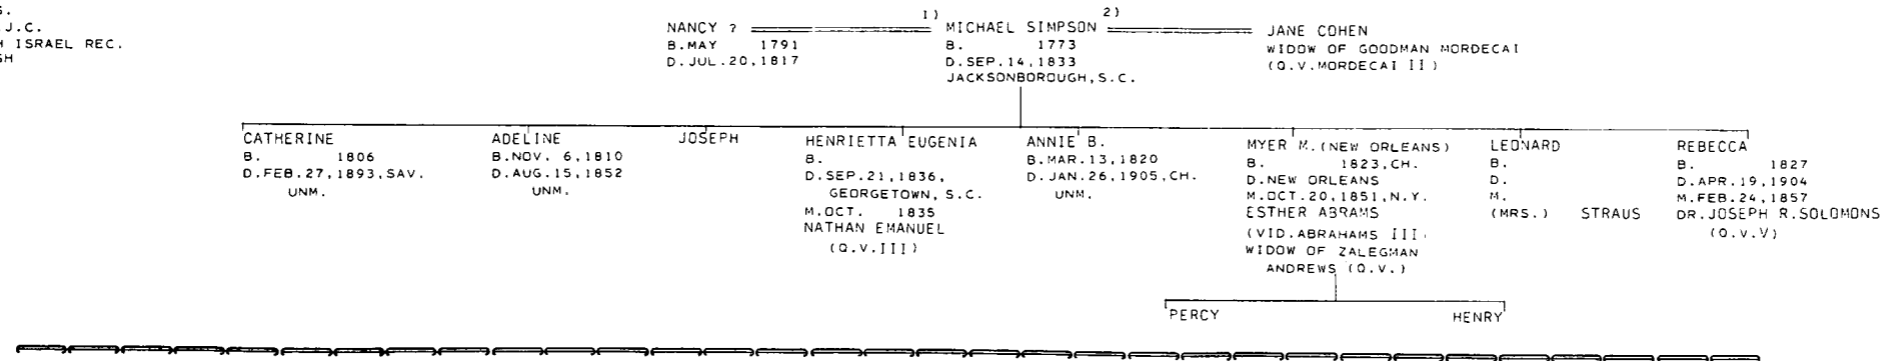 S.
J.C.
H ISRAEL REC.
SH
NANCY ?
B.MAY 1791
D.JUL.20,1817
1)
MICHAEL SIMPSON
2)
B. 1773
D.SEP.14,1833
JACKSONBOROUGH,S.C.
JANE COHEN
WIDOW OF GOODMAN MORDECAI
(Q.V.MORDECAI II)
CATHERINE
B. 1806
D.FEB.27,1893,SAV.
UNM.
ADELINE
B.NOV. 6,1810
D.AUG.15,1852
UNM.
JOSEPH
HENRIETTA EUGENIA
B.
D.SEP.21,1836,
GEORGETOWN, S.C.
M.OCT. 1835
NATHAN EMANUEL
(Q.V.III)
ANNIE B.
B.MAR.13,1820
D.JAN.26,1905,CH.
UNM.
MYER M.(NEW ORLEANS)
B. 1823,CH.
D.NEW ORLEANS
M.OCT.20,1851,N.Y.
ESTHER ABRAMS
(VID.ABRAHAMS III)
WIDOW OF ZALEGMAN
ANDREWS (Q.V.)
LEONARD
B.
D.
M.
(MRS.) STRAUS
REBECCA
B. 1827
D.APR.19,1904
M.FEB.24,1857
DR.JOSEPH R.SOLOMONS
(Q.V.V)
PERCY
HENRY